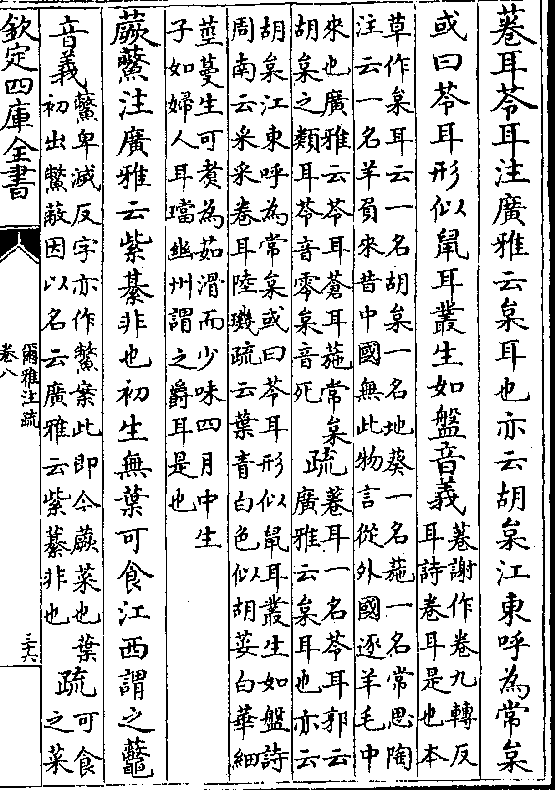 菤耳苓耳注廣雅云枲耳也亦云胡枲江東呼為常枲
或曰苓耳形似鼠耳叢生如盤音義
菤謝作卷九轉反
耳詩卷耳是也本
草作枲耳云一名胡枲一名地葵一名葹一名常思陶
注云一名羊負來昔中國無此物言從外國逐羊毛中
來也廣雅云苓耳蒼耳葹常枲
胡枲之類耳苓音零枲音死
疏
菤耳一名苓耳郭云
廣雅云枲耳也亦云
胡枲江東呼為常枲或曰苓耳形似鼠耳叢生如盤詩
周南云采采卷耳陸璣疏云葉青白色似胡荽白華細
莖蔓生可煑為茹滑而少味四月中生
子如婦人耳璫幽州謂之爵耳是也
蕨虌注廣雅云紫綦非也初生無葉可食江西謂之虌
音義
虌卑滅反字亦作鱉案此即今蕨菜也葉
初出鱉蔽因以名云廣雅云紫綦非也
疏
可食
之菜
欽定四庫全書
爾雅注疏
卷八
三六